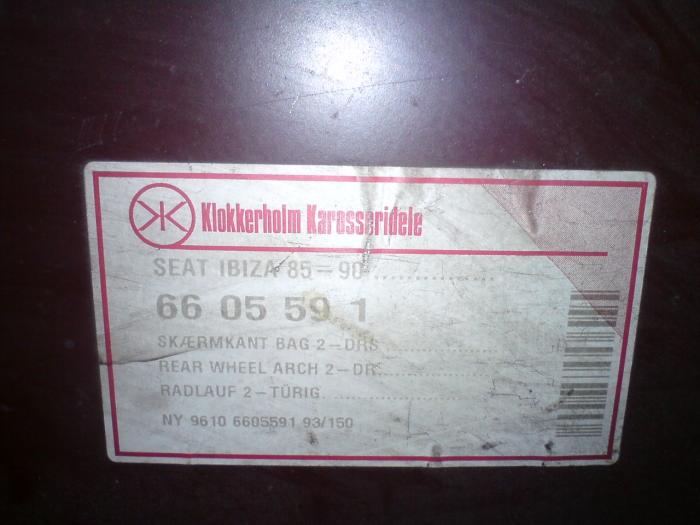 Klokkerholm Karosseridele
SEAT IBIZA 85-90
66 05 59 1
SKÆRMKANT BAG 2-DRS
REAR WHEEL ARCH 2-DR.
RADLAUF 2-TÜRIG
NY 9610 6605591 93/150